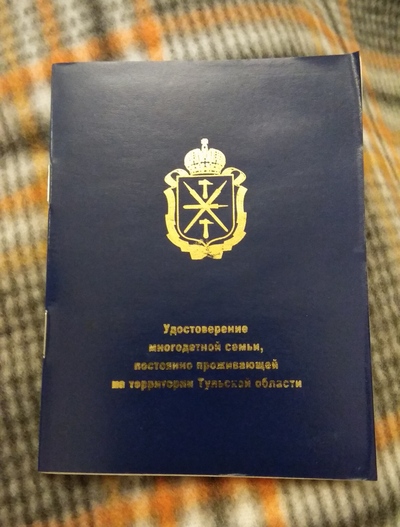 Удостоверение
многодетной семьи,
постоянно проживающей
на территории Тульской области